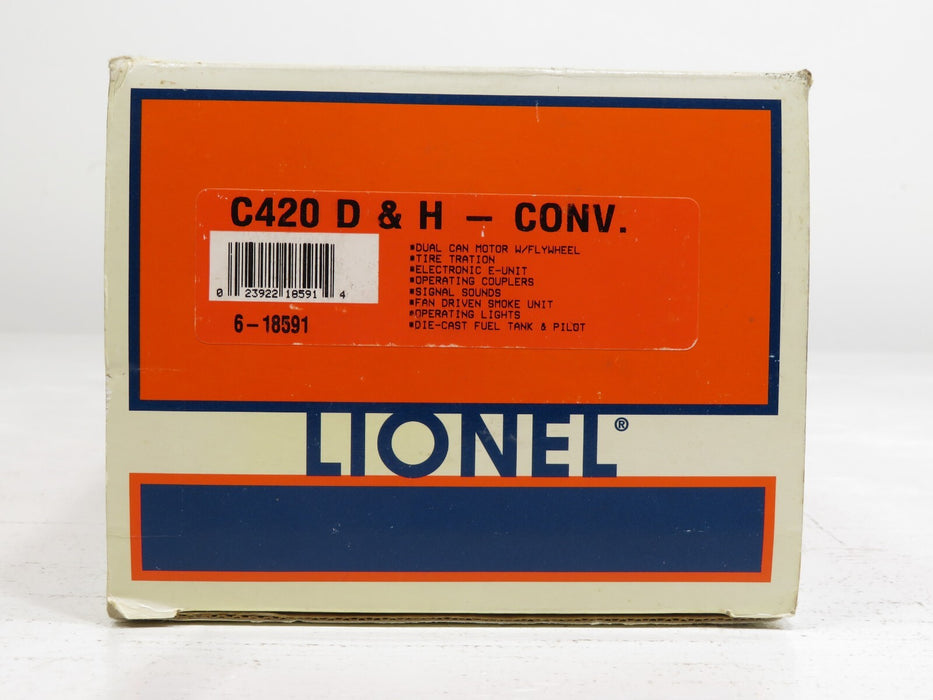 C420 D & H – CONV.
*DUAL CAN MOTOR W/FLYWHEEL
*TIRE TRATION
*ELECTRONIC E-UNIT
*OPERATING COUPLERS
*SIGNAL SOUNDS
*FAN DRIVEN SMOKE UNIT
*OPERATING LIGHTS
*DIE-CAST FUEL TANK & PILOT
0 23922 18591 4
6-18591
LIONEL®